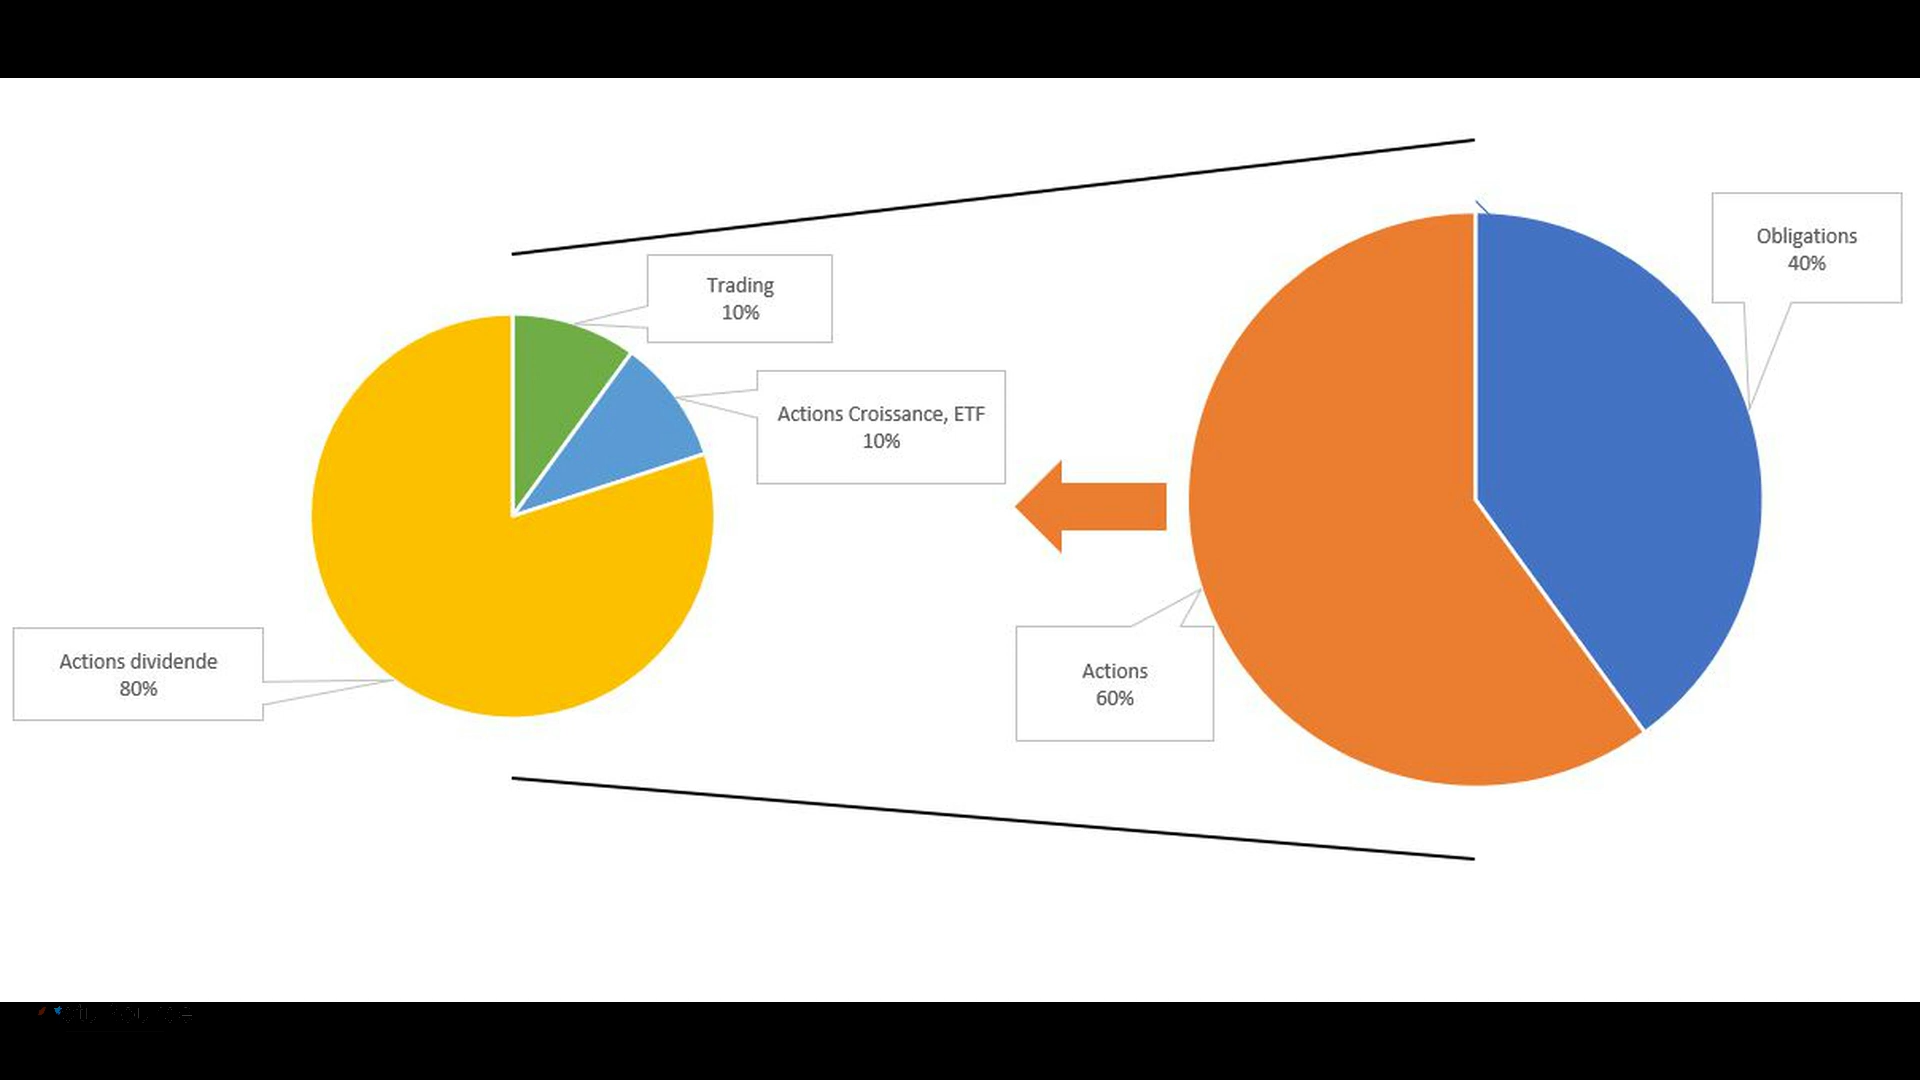 Obligations
40%
Trading
10%
Actions Croissance, ETF
10%
Actions dividende
80%
Actions
60%